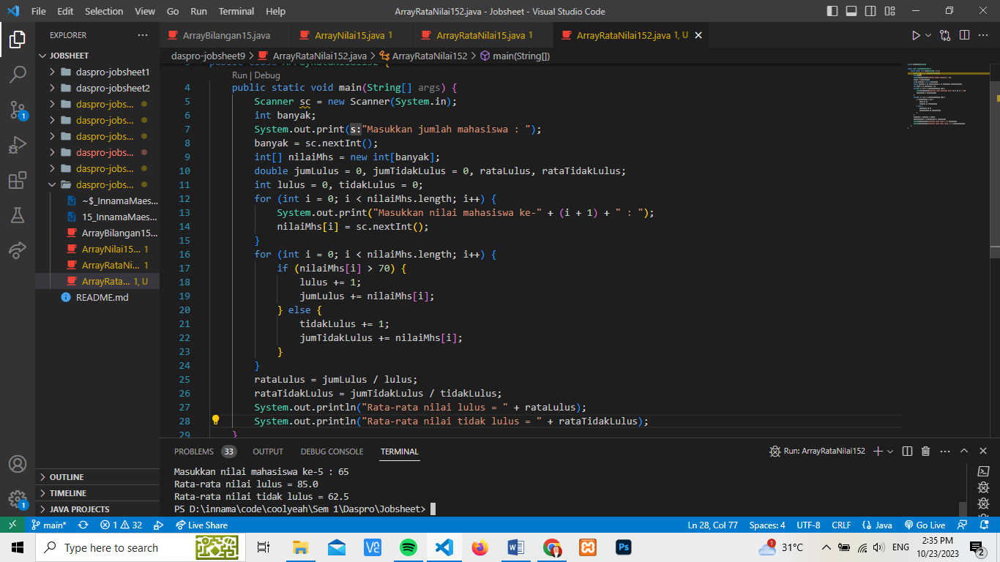 File Edit Selection View Go Run Terminal Help
ArrayRataNilai152.java - Jobsheet - Visual Studio Code
EXPLORER
JOBSHEET
daspro-jobsheet1
daspro-jobsheet2
daspro-jobs...
daspro-jobs...
daspro-jobs...
daspro-jobs...
daspro-jobs...
daspro-jobs...
~$_InnamaMaes...
15_InnamaMaes...
ArrayBilangan15...
ArrayNilai15... 1
ArrayRataNi... 1
ArrayRata... 1, U
README.md
OUTLINE
TIMELINE
JAVA PROJECTS
ArrayBilangan15.java ArrayNilai15.java 1 ArrayRataNilai15.java 1 ArrayRataNilai152.java 1, U
daspro-jobsheet9 > ArrayRataNilai152.java > ArrayRataNilai152 > main(String[])
3 public class ArrayRataNilai152 {
Run | Debug
4 public static void main(String[] args) {
5 Scanner sc = new Scanner(System.in);
6 int banyak;
7 System.out.print(s:"Masukkan jumlah mahasiswa : ");
8 banyak = sc.nextInt();
9 int[] nilaiMhs = new int[banyak];
10 double jumLulus = 0, jumTidakLulus = 0, rataLulus, rataTidakLulus;
11 int lulus = 0, tidakLulus = 0;
12 for (int i = 0; i < nilaiMhs.length; i++) {
13 System.out.print("Masukkan nilai mahasiswa ke-" + (i + 1) + " : ");
14 nilaiMhs[i] = sc.nextInt();
15 }
16 for (int i = 0; i < nilaiMhs.length; i++) {
17 if (nilaiMhs[i] > 70) {
18 lulus += 1;
19 jumLulus += nilaiMhs[i];
20 } else {
21 tidakLulus += 1;
22 jumTidakLulus += nilaiMhs[i];
23 }
24 }
25 rataLulus = jumLulus / lulus;
26 rataTidakLulus = jumTidakLulus / tidakLulus;
27 System.out.println("Rata-rata nilai lulus = " + rataLulus);
28 System.out.println("Rata-rata nilai tidak lulus = " + rataTidakLulus);
29 }
PROBLEMS 33 OUTPUT DEBUG CONSOLE TERMINAL
Run: ArrayRataNilai152
Masukkan nilai mahasiswa ke-5 : 65
Rata-rata nilai lulus = 85.0
Rata-rata nilai tidak lulus = 62.5
PS D:\innama\code\coolyeah\Sem 1\Daspro\Jobsheet>
main* 1 32 Live Share
Ln 28, Col 77 Spaces: 4 UTF-8 CRLF {} Java Go Live
Type here to search
31°C
ENG
2:35 PM
10/23/2023
2